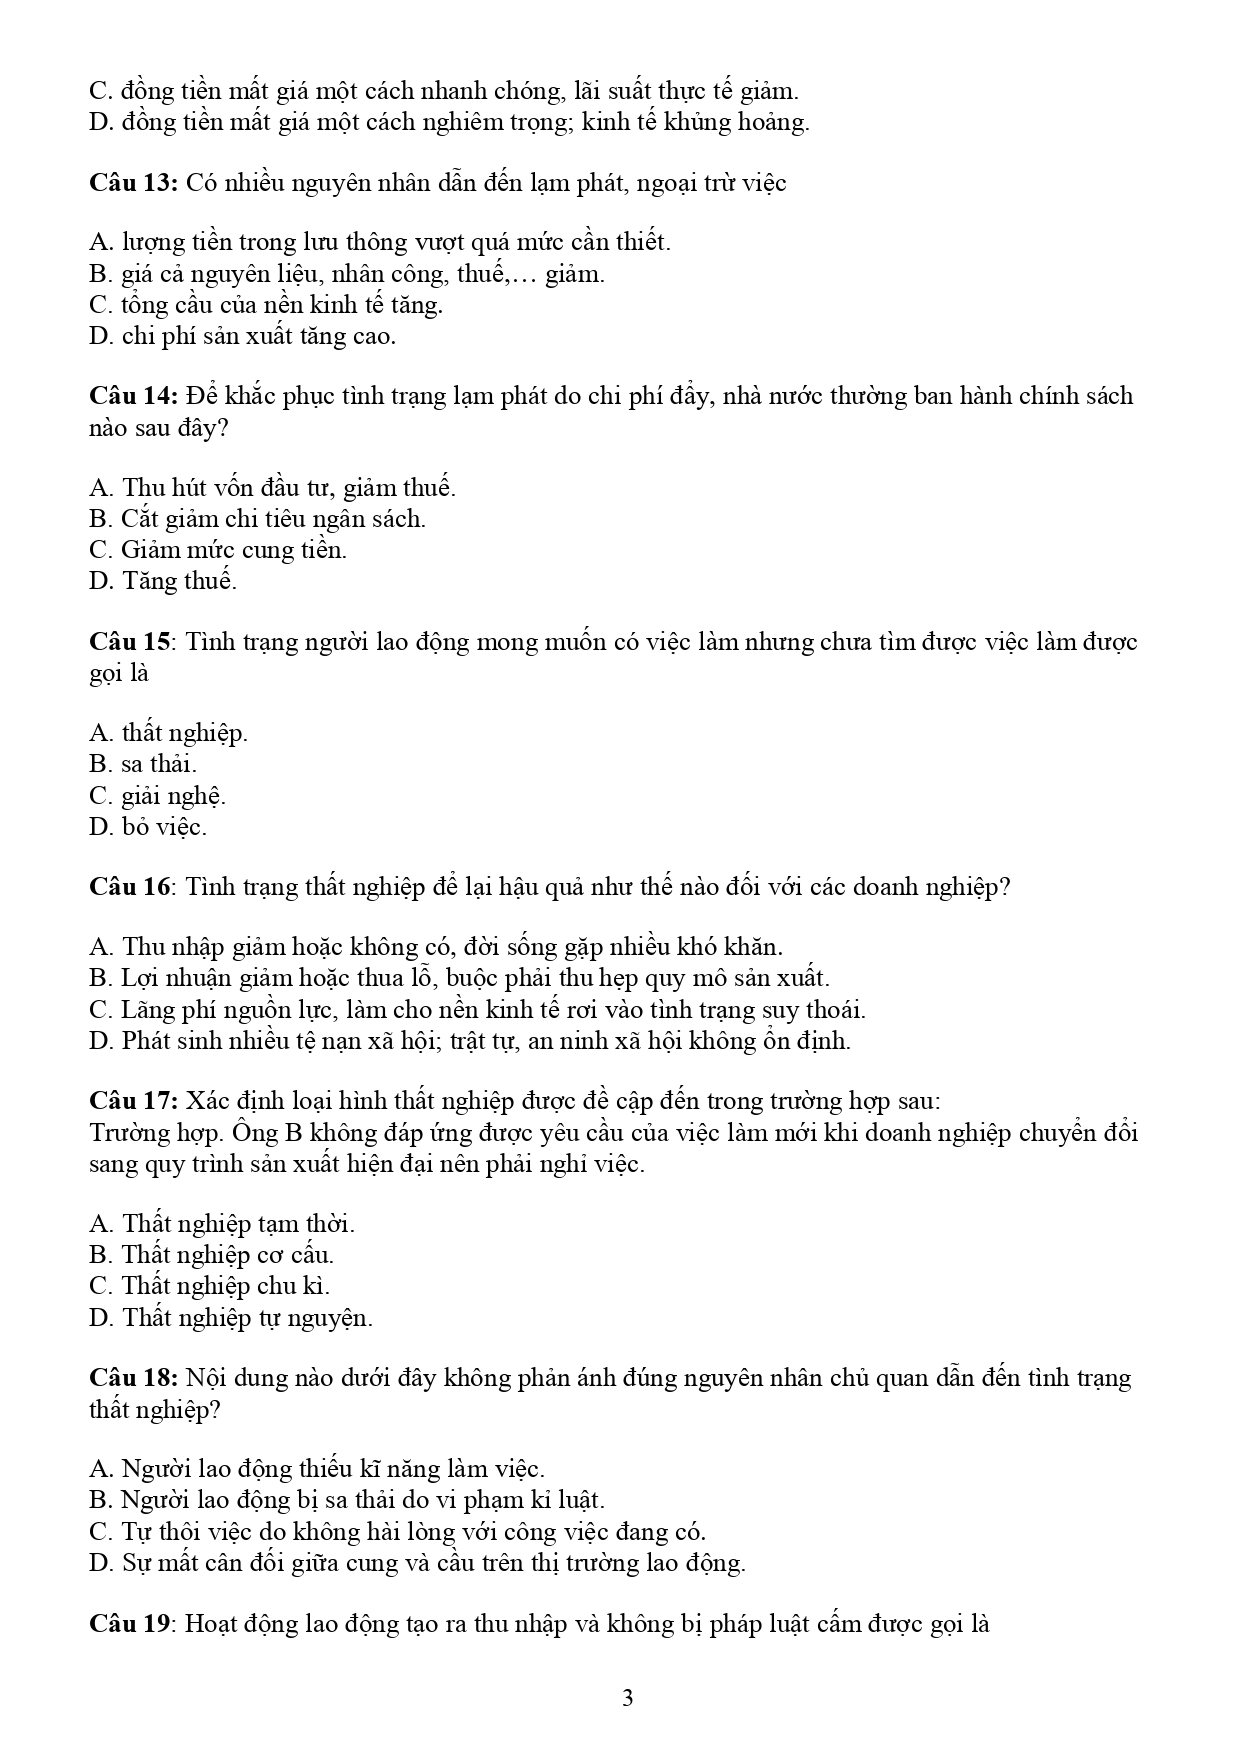 C. đồng tiền mất giá một cách nhanh chóng, lãi suất thực tế giảm.
D. đồng tiền mất giá một cách nghiêm trọng; kinh tế khủng hoảng.
Câu 13: Có nhiều nguyên nhân dẫn đến lạm phát, ngoại trừ việc
A. lượng tiền trong lưu thông vượt quá mức cần thiết.
B. giá cả nguyên liệu, nhân công, thuế,… giảm.
C. tổng cầu của nền kinh tế tăng.
D. chi phí sản xuất tăng cao.
Câu 14: Để khắc phục tình trạng lạm phát do chi phí đẩy, nhà nước thường ban hành chính sách
nào sau đây?
A. Thu hút vốn đầu tư, giảm thuế.
B. Cắt giảm chi tiêu ngân sách.
C. Giảm mức cung tiền.
D. Tăng thuế.
Câu 15: Tình trạng người lao động mong muốn có việc làm nhưng chưa tìm được việc làm được
gọi là
A. thất nghiệp.
B. sa thải.
C. giải nghệ.
D. bỏ việc.
Câu 16: Tình trạng thất nghiệp để lại hậu quả như thế nào đối với các doanh nghiệp?
A. Thu nhập giảm hoặc không có, đời sống gặp nhiều khó khăn.
B. Lợi nhuận giảm hoặc thua lỗ, buộc phải thu hẹp quy mô sản xuất.
C. Lãng phí nguồn lực, làm cho nền kinh tế rơi vào tình trạng suy thoái.
D. Phát sinh nhiều tệ nạn xã hội; trật tự, an ninh xã hội không ổn định.
Câu 17: Xác định loại hình thất nghiệp được đề cập đến trong trường hợp sau:
Trường hợp. Ông B không đáp ứng được yêu cầu của việc làm mới khi doanh nghiệp chuyển đổi
sang quy trình sản xuất hiện đại nên phải nghỉ việc.
A. Thất nghiệp tạm thời.
B. Thất nghiệp cơ cấu.
C. Thất nghiệp chu kì.
D. Thất nghiệp tự nguyện.
Câu 18: Nội dung nào dưới đây không phản ánh đúng nguyên nhân chủ quan dẫn đến tình trạng
thất nghiệp?
A. Người lao động thiếu kĩ năng làm việc.
B. Người lao động bị sa thải do vi phạm kỉ luật.
C. Tự thôi việc do không hài lòng với công việc đang có.
D. Sự mất cân đối giữa cung và cầu trên thị trường lao động.
Câu 19: Hoạt động lao động tạo ra thu nhập và không bị pháp luật cấm được gọi là
3